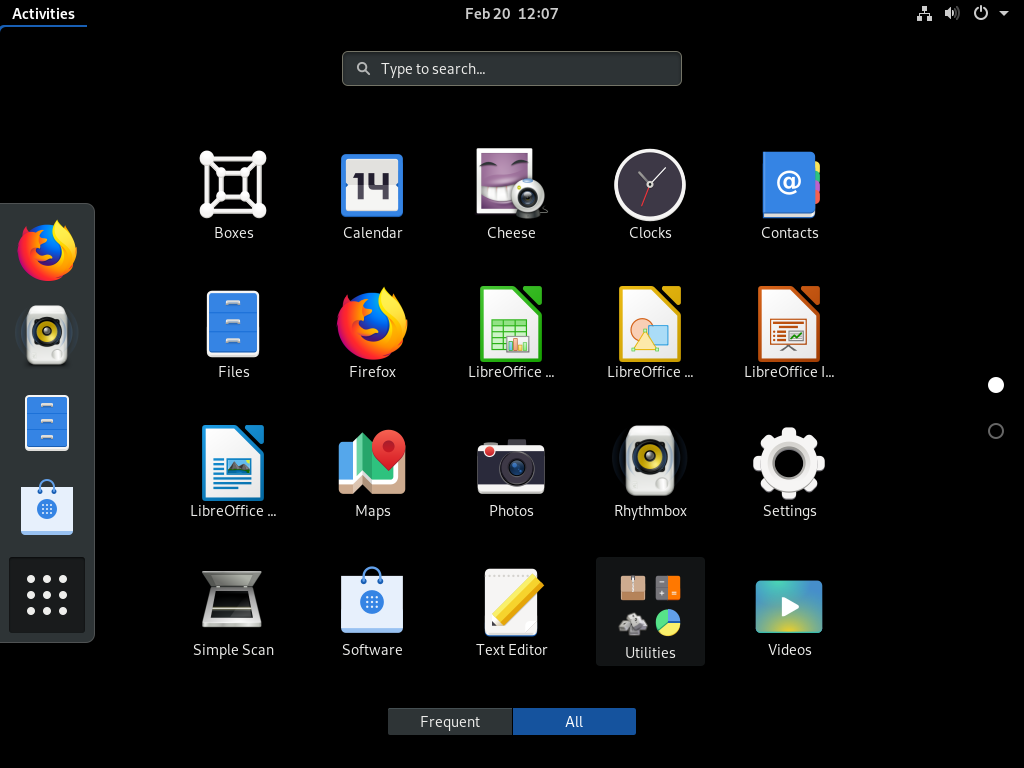 Activities
Feb 20 12:07
Type to search...
Boxes
Calendar
Cheese
Clocks
Contacts
14
@
Files
Firefox
LibreOffice ...
LibreOffice ...
LibreOffice I...
LibreOffice ...
Maps
Photos
Rhythmbox
Settings
Simple Scan
Software
Text Editor
Utilities
Videos
Frequent
All